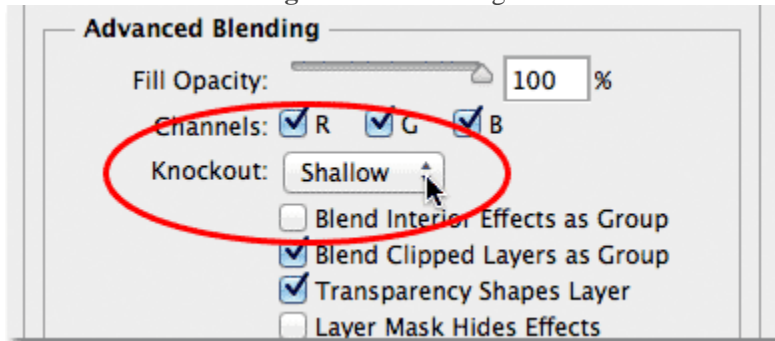 Advanced Blending
Fill Opacity: 100 %
Channels: R G B
Knockout: Shallow
Blend Interior Effects as Group
Blend Clipped Layers as Group
Transparency Shapes Layer
Layer Mask Hides Effects